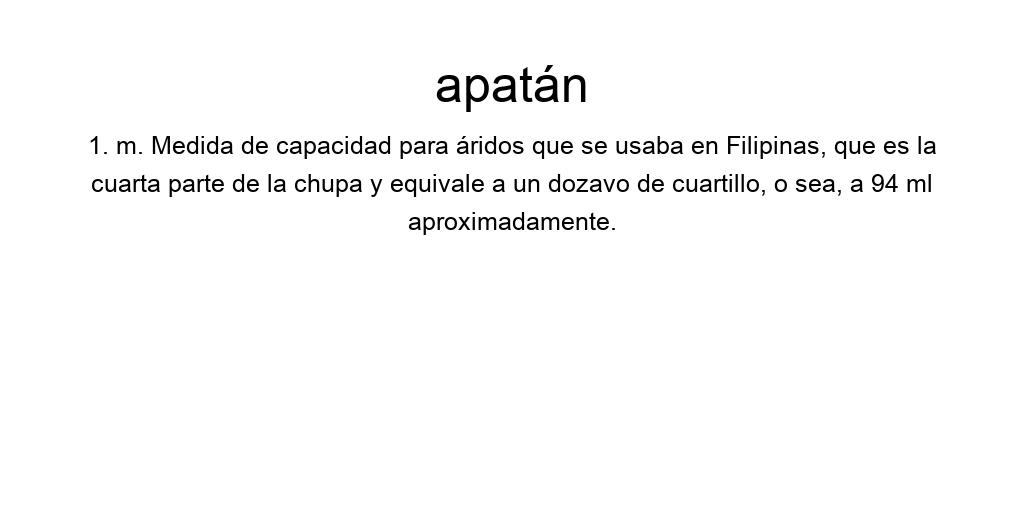 apatán
1. m. Medida de capacidad para áridos que se usaba en Filipinas, que es la
cuarta parte de la chupa y equivale a un dozavo de cuartillo, o sea, a 94 ml
aproximadamente.